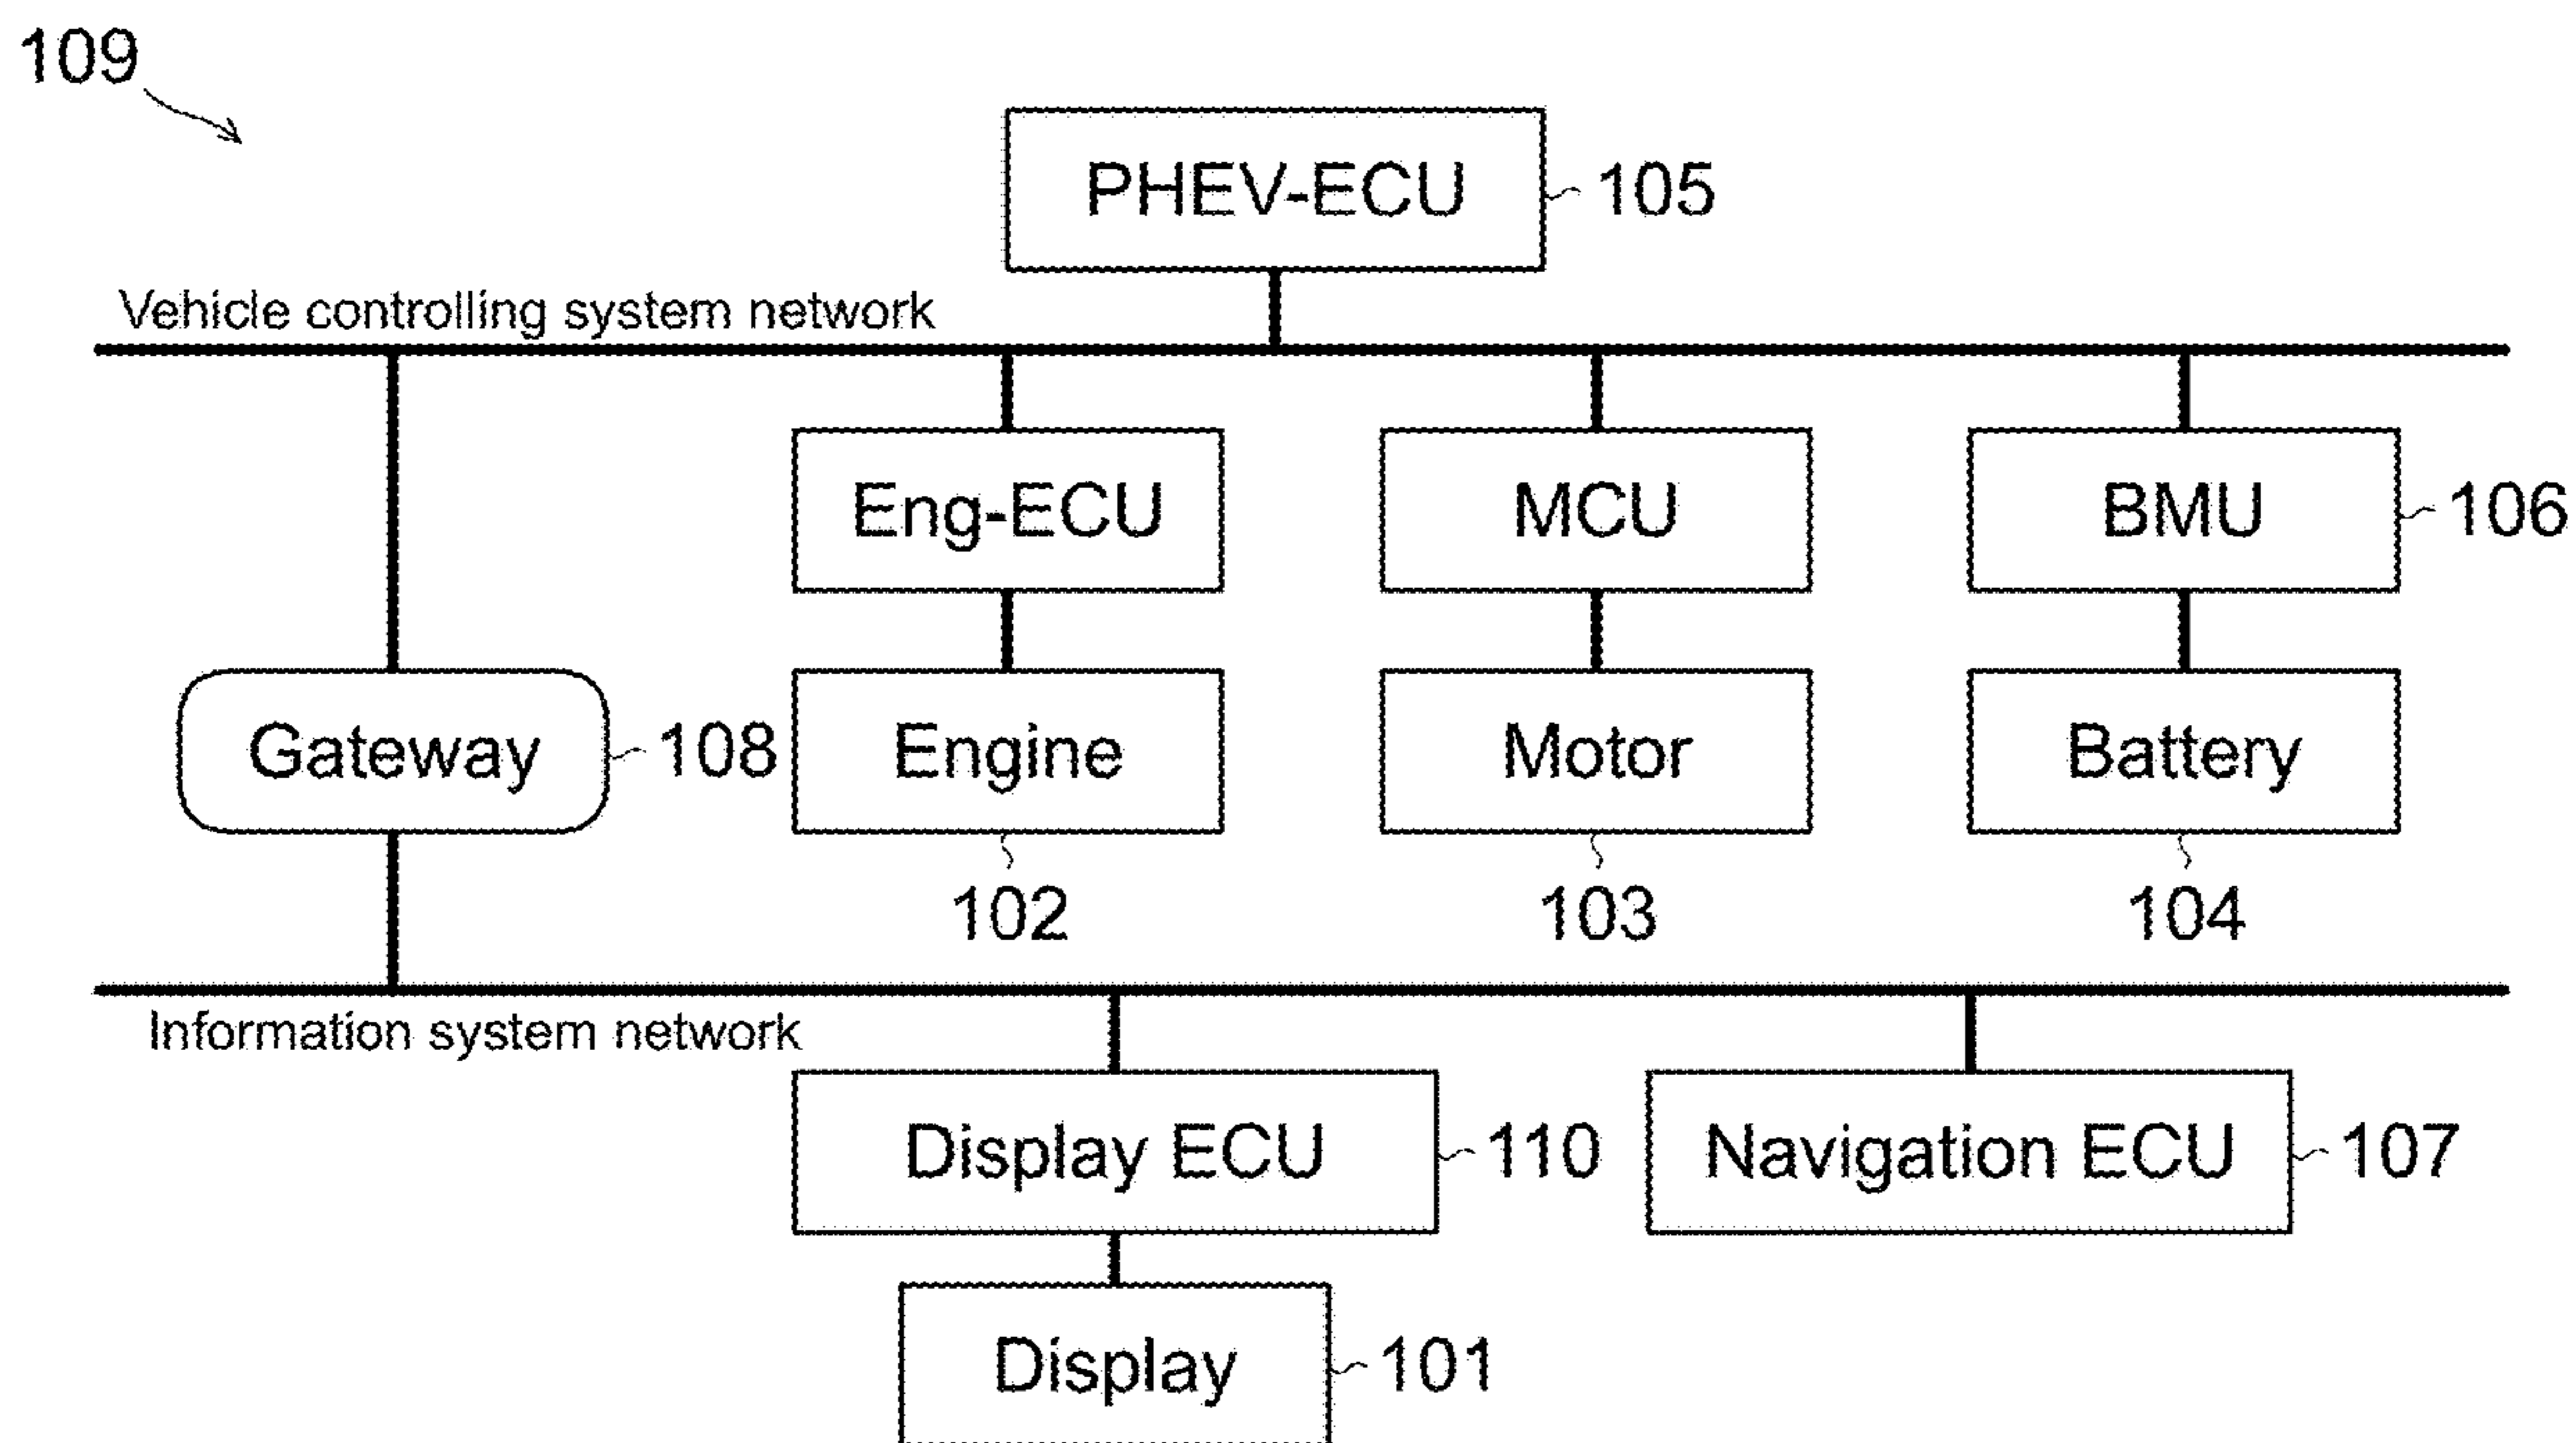 109
PHEV-ECU 105
Vehicle controlling system network
Eng-ECU MCU BMU 106
Gateway 108 Engine Motor Battery
102 103 104
Information system network
Display ECU 110 Navigation ECU 107
Display 101